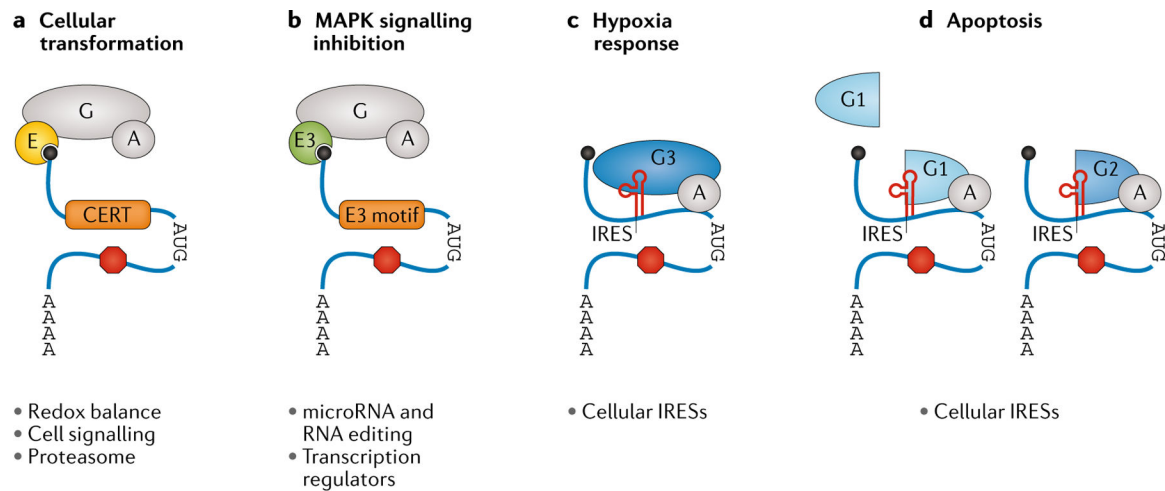 a Cellular
transformation
G
E
A
CERT
AUG
A
A
A
A
• Redox balance
• Cell signalling
• Proteasome
b MAPK signalling
inhibition
G
E3
A
E3 motif
AUG
A
A
A
A
• microRNA and
RNA editing
• Transcription
regulators
c Hypoxia
response
G3
A
IRES
AUG
A
A
A
A
• Cellular IRESs
d Apoptosis
G1
G1
A
IRES
AUG
A
A
A
A
G2
A
IRES
AUG
A
A
A
A
• Cellular IRESs